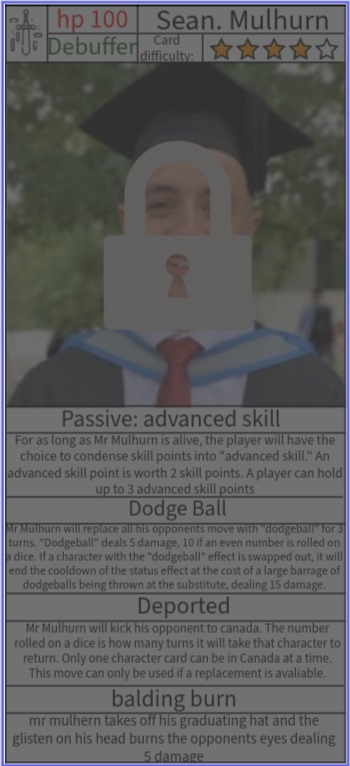 hp 100
Sean. Mulhurn
Debuffer
Card
difficulty:
Passive: advanced skill
For as long as Mr Mulhurn is alive, the player will have the
choice to condense skill points into "advanced skill." An
advanced skill point is worth 2 skill points. A player can hold
up to 3 advanced skill points
Dodge Ball
Mr Mulhurn will replace all his opponents move with "dodgeball" for 3
turns. "Dodgeball" deals 5 damage, 10 if an even number is rolled on
a dice. If a character with the "dodgeball" effect is swapped out, it will
end the cooldown of the status effect at the cost of a large barrage of
dodgeballs being thrown at the substitute, dealing 15 damage.
Deported
Mr Mulhurn will kick his opponent to canada. The number
rolled on a dice is how many turns it will take that character to
return. Only one character card can be in Canada at a time.
This move can only be used if a replacement is avaliable.
balding burn
mr mulhern takes off his graduating hat and the
glisten on his head burns the opponents eyes dealing
5 damage